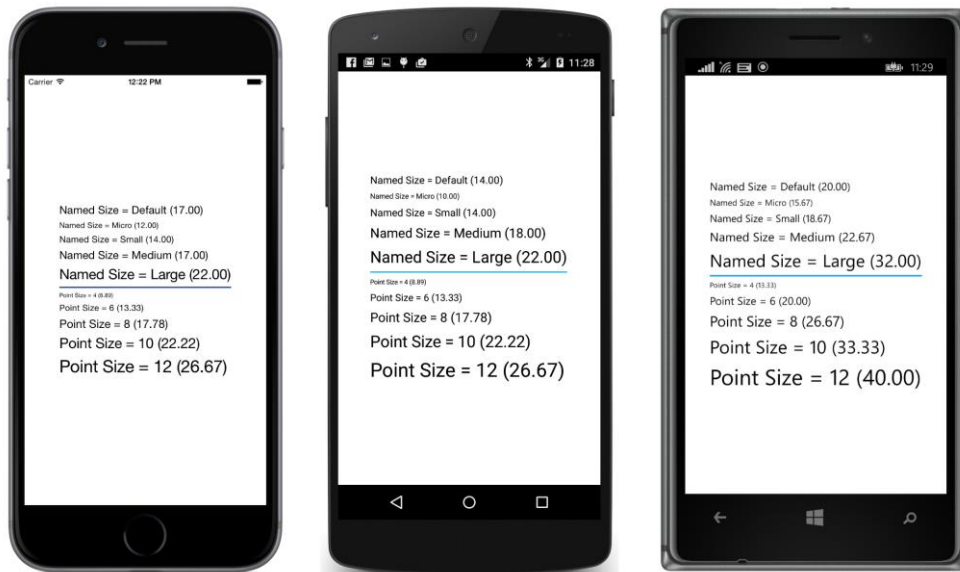 Carrier
12:22 PM
Named Size = Default (17.00)
Named Size = Micro (12.00)
Named Size = Small (14.00)
Named Size = Medium (17.00)
Named Size = Large (22.00)
Point Size = 4 (8.89)
Point Size = 6 (13.33)
Point Size = 8 (17.78)
Point Size = 10 (22.22)
Point Size = 12 (26.67)
3G 11:28
Named Size = Default (14.00)
Named Size = Micro (10.00)
Named Size = Small (14.00)
Named Size = Medium (18.00)
Named Size = Large (22.00)
Point Size = 4 (8.89)
Point Size = 6 (13.33)
Point Size = 8 (17.78)
Point Size = 10 (22.22)
Point Size = 12 (26.67)
11:29
Named Size = Default (20.00)
Named Size = Micro (15.67)
Named Size = Small (18.67)
Named Size = Medium (22.67)
Named Size = Large (32.00)
Point Size = 4 (13.33)
Point Size = 6 (20.00)
Point Size = 8 (26.67)
Point Size = 10 (33.33)
Point Size = 12 (40.00)